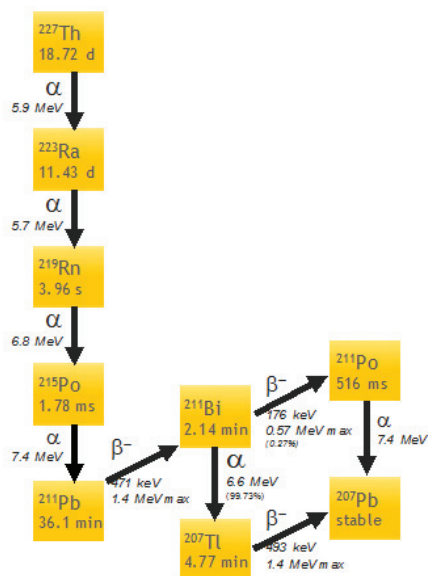 ²²⁷Th
18.72 d
α
5.9 MeV
²²³Ra
11.43 d
α
5.7 MeV
²¹⁹Rn
3.96 s
α
6.8 MeV
²¹⁵Po
1.78 ms
α
7.4 MeV
²¹¹Pb
36.1 min
β⁻
471 keV
1.4 MeV max
²¹¹Bi
2.14 min
β⁻
176 keV
0.57 MeV max
(0.27%)
α
6.6 MeV
(99.73%)
²⁰⁷Tl
4.77 min
β⁻
493 keV
1.4 MeV max
²¹¹Po
516 ms
α
7.4 MeV
²⁰⁷Pb
stable